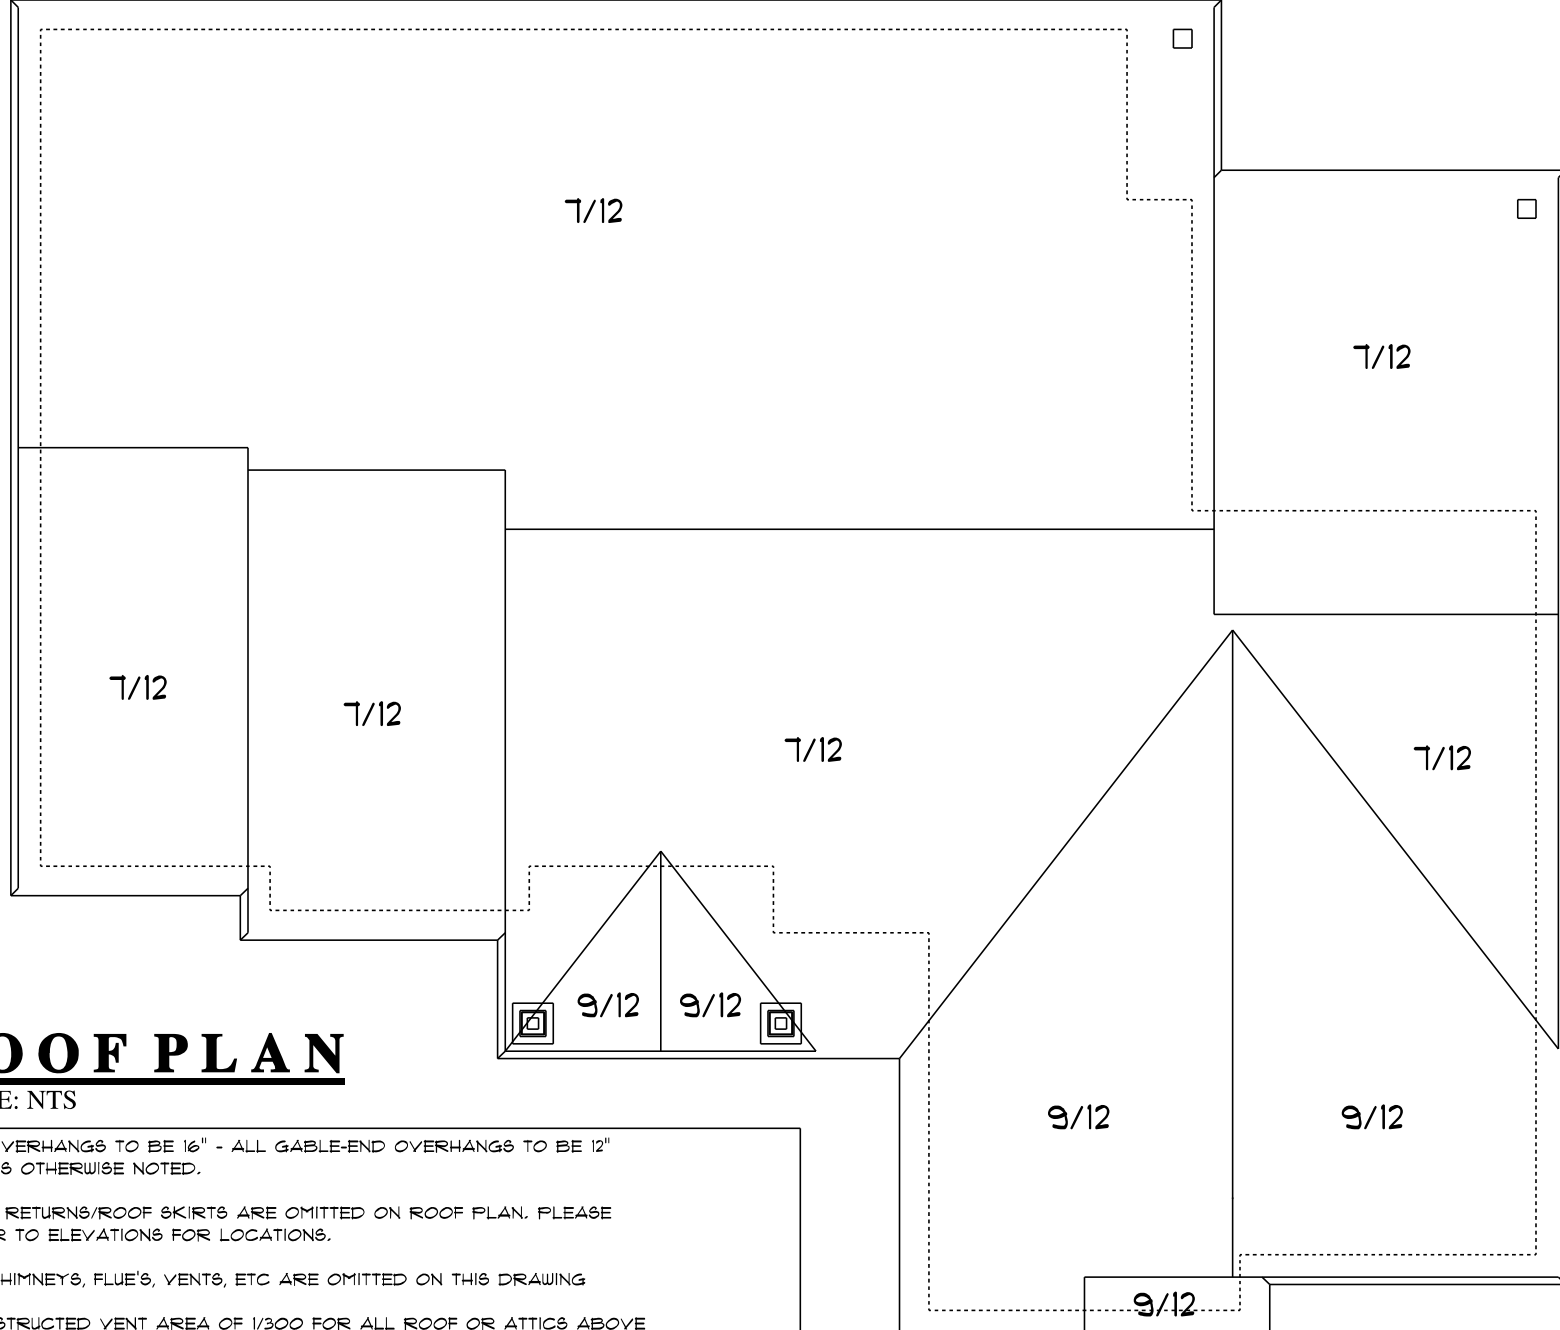 7/12
7/12
7/12
7/12
7/12
7/12
9/12 9/12
OOF PLAN
E: NTS
9/12 9/12
VERHANGS TO BE 16" - ALL GABLE-END OVERHANGS TO BE 12"
S OTHERWISE NOTED.
RETURNS/ROOF SKIRTS ARE OMITTED ON ROOF PLAN. PLEASE
R TO ELEVATIONS FOR LOCATIONS.
HIMNEYS, FLUE'S, VENTS, ETC ARE OMITTED ON THIS DRAWING
9/12
STRUCTED VENT AREA OF 1/300 FOR ALL ROOF OR ATTICS ABOVE